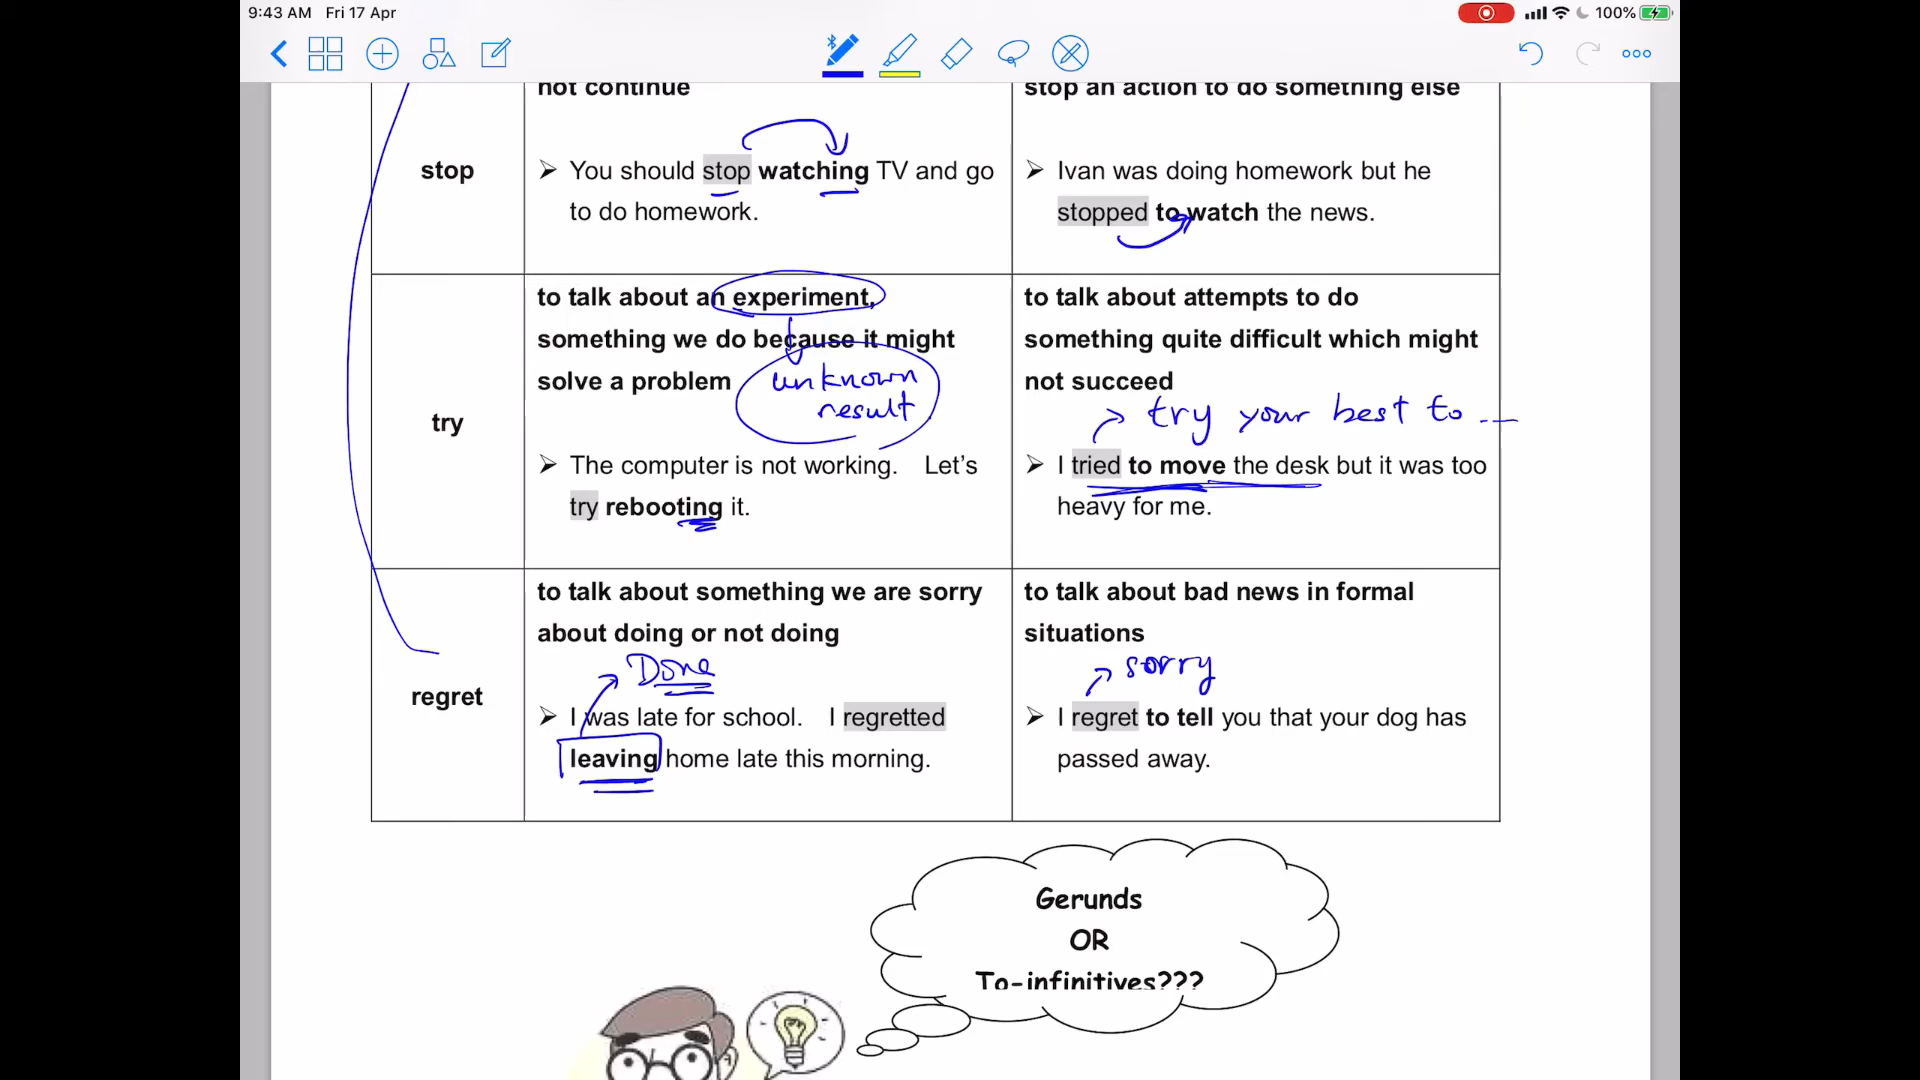 9:43 AM Fri 17 Apr
100%
not continue
stop an action to do something else
stop
➢ You should stop watching TV and go
to do homework.
➢ Ivan was doing homework but he
stopped to watch the news.
try
to talk about an experiment,
something we do because it might
solve a problem
unknown
result
➢ The computer is not working. Let's
try rebooting it.
to talk about attempts to do
something quite difficult which might
not succeed
try your best to ...
➢ I tried to move the desk but it was too
heavy for me.
regret
to talk about something we are sorry
about doing or not doing
Done
➢ I was late for school. I regretted
leaving home late this morning.
to talk about bad news in formal
situations
sorry
➢ I regret to tell you that your dog has
passed away.
Gerunds
OR
To-infinitives???